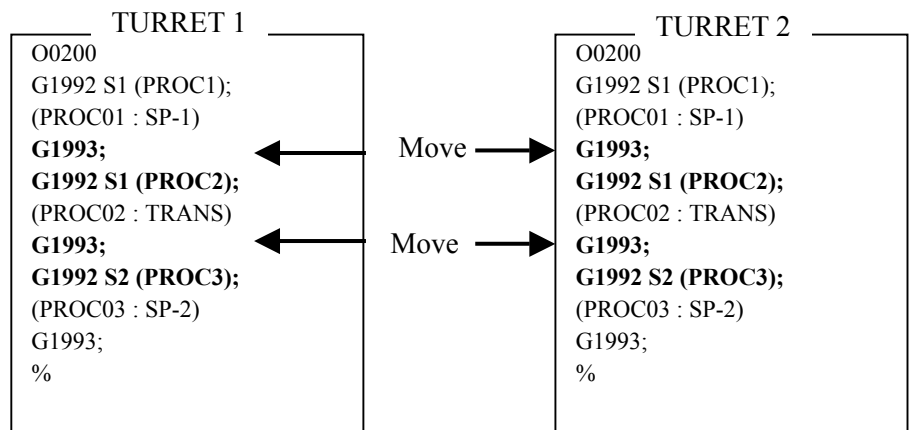 TURRET 1
O0200
G1992 S1 (PROC1);
(PROC01 : SP-1)
G1993;
G1992 S1 (PROC2);
(PROC02 : TRANS)
G1993;
G1992 S2 (PROC3);
(PROC03 : SP-2)
G1993;
%
Move
Move
TURRET 2
O0200
G1992 S1 (PROC1);
(PROC01 : SP-1)
G1993;
G1992 S1 (PROC2);
(PROC02 : TRANS)
G1993;
G1992 S2 (PROC3);
(PROC03 : SP-2)
G1993;
%